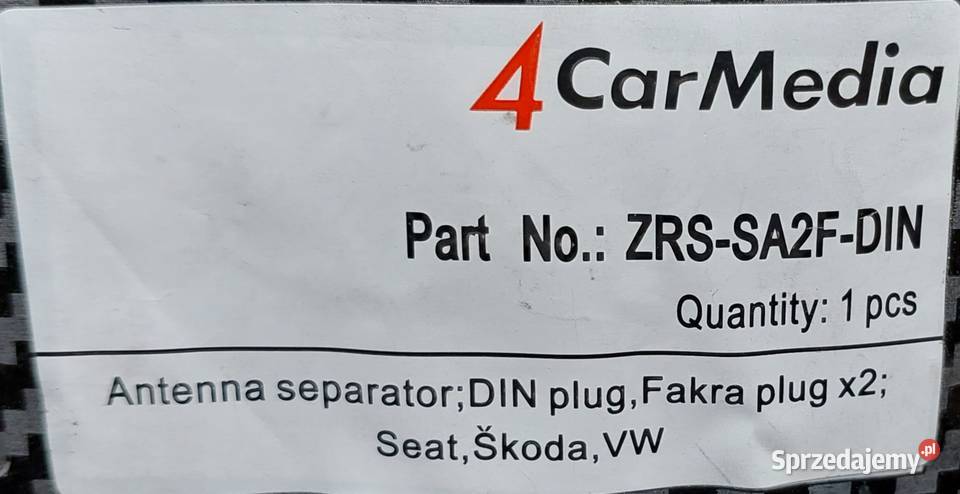 4CarMedia
Part No.: ZRS-SA2F-DIN
Quantity: 1 pcs
Antenna separator;DIN plug,Fakra plug x2;
Seat,Škoda,VW
Sprzedajemy.pl